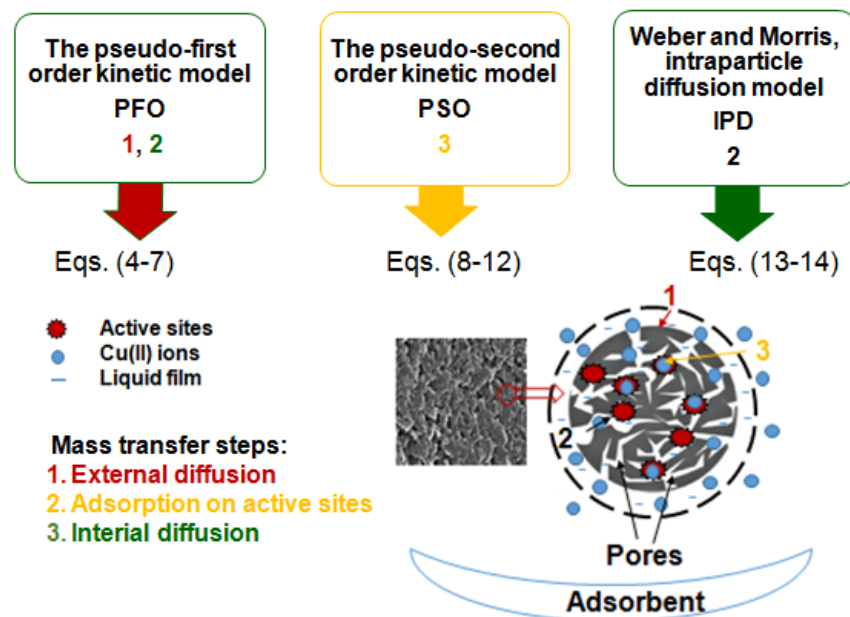 The pseudo-first
order kinetic model
PFO
1, 2
The pseudo-second
order kinetic model
PSO
3
Weber and Morris,
intraparticle
diffusion model
IPD
2
Eqs. (4-7)
Eqs. (8-12)
Eqs. (13-14)
Active sites
Cu(II) ions
Liquid film
Mass transfer steps:
1. External diffusion
2. Adsorption on active sites
3. Interial diffusion
1
3
2
Pores
Adsorbent